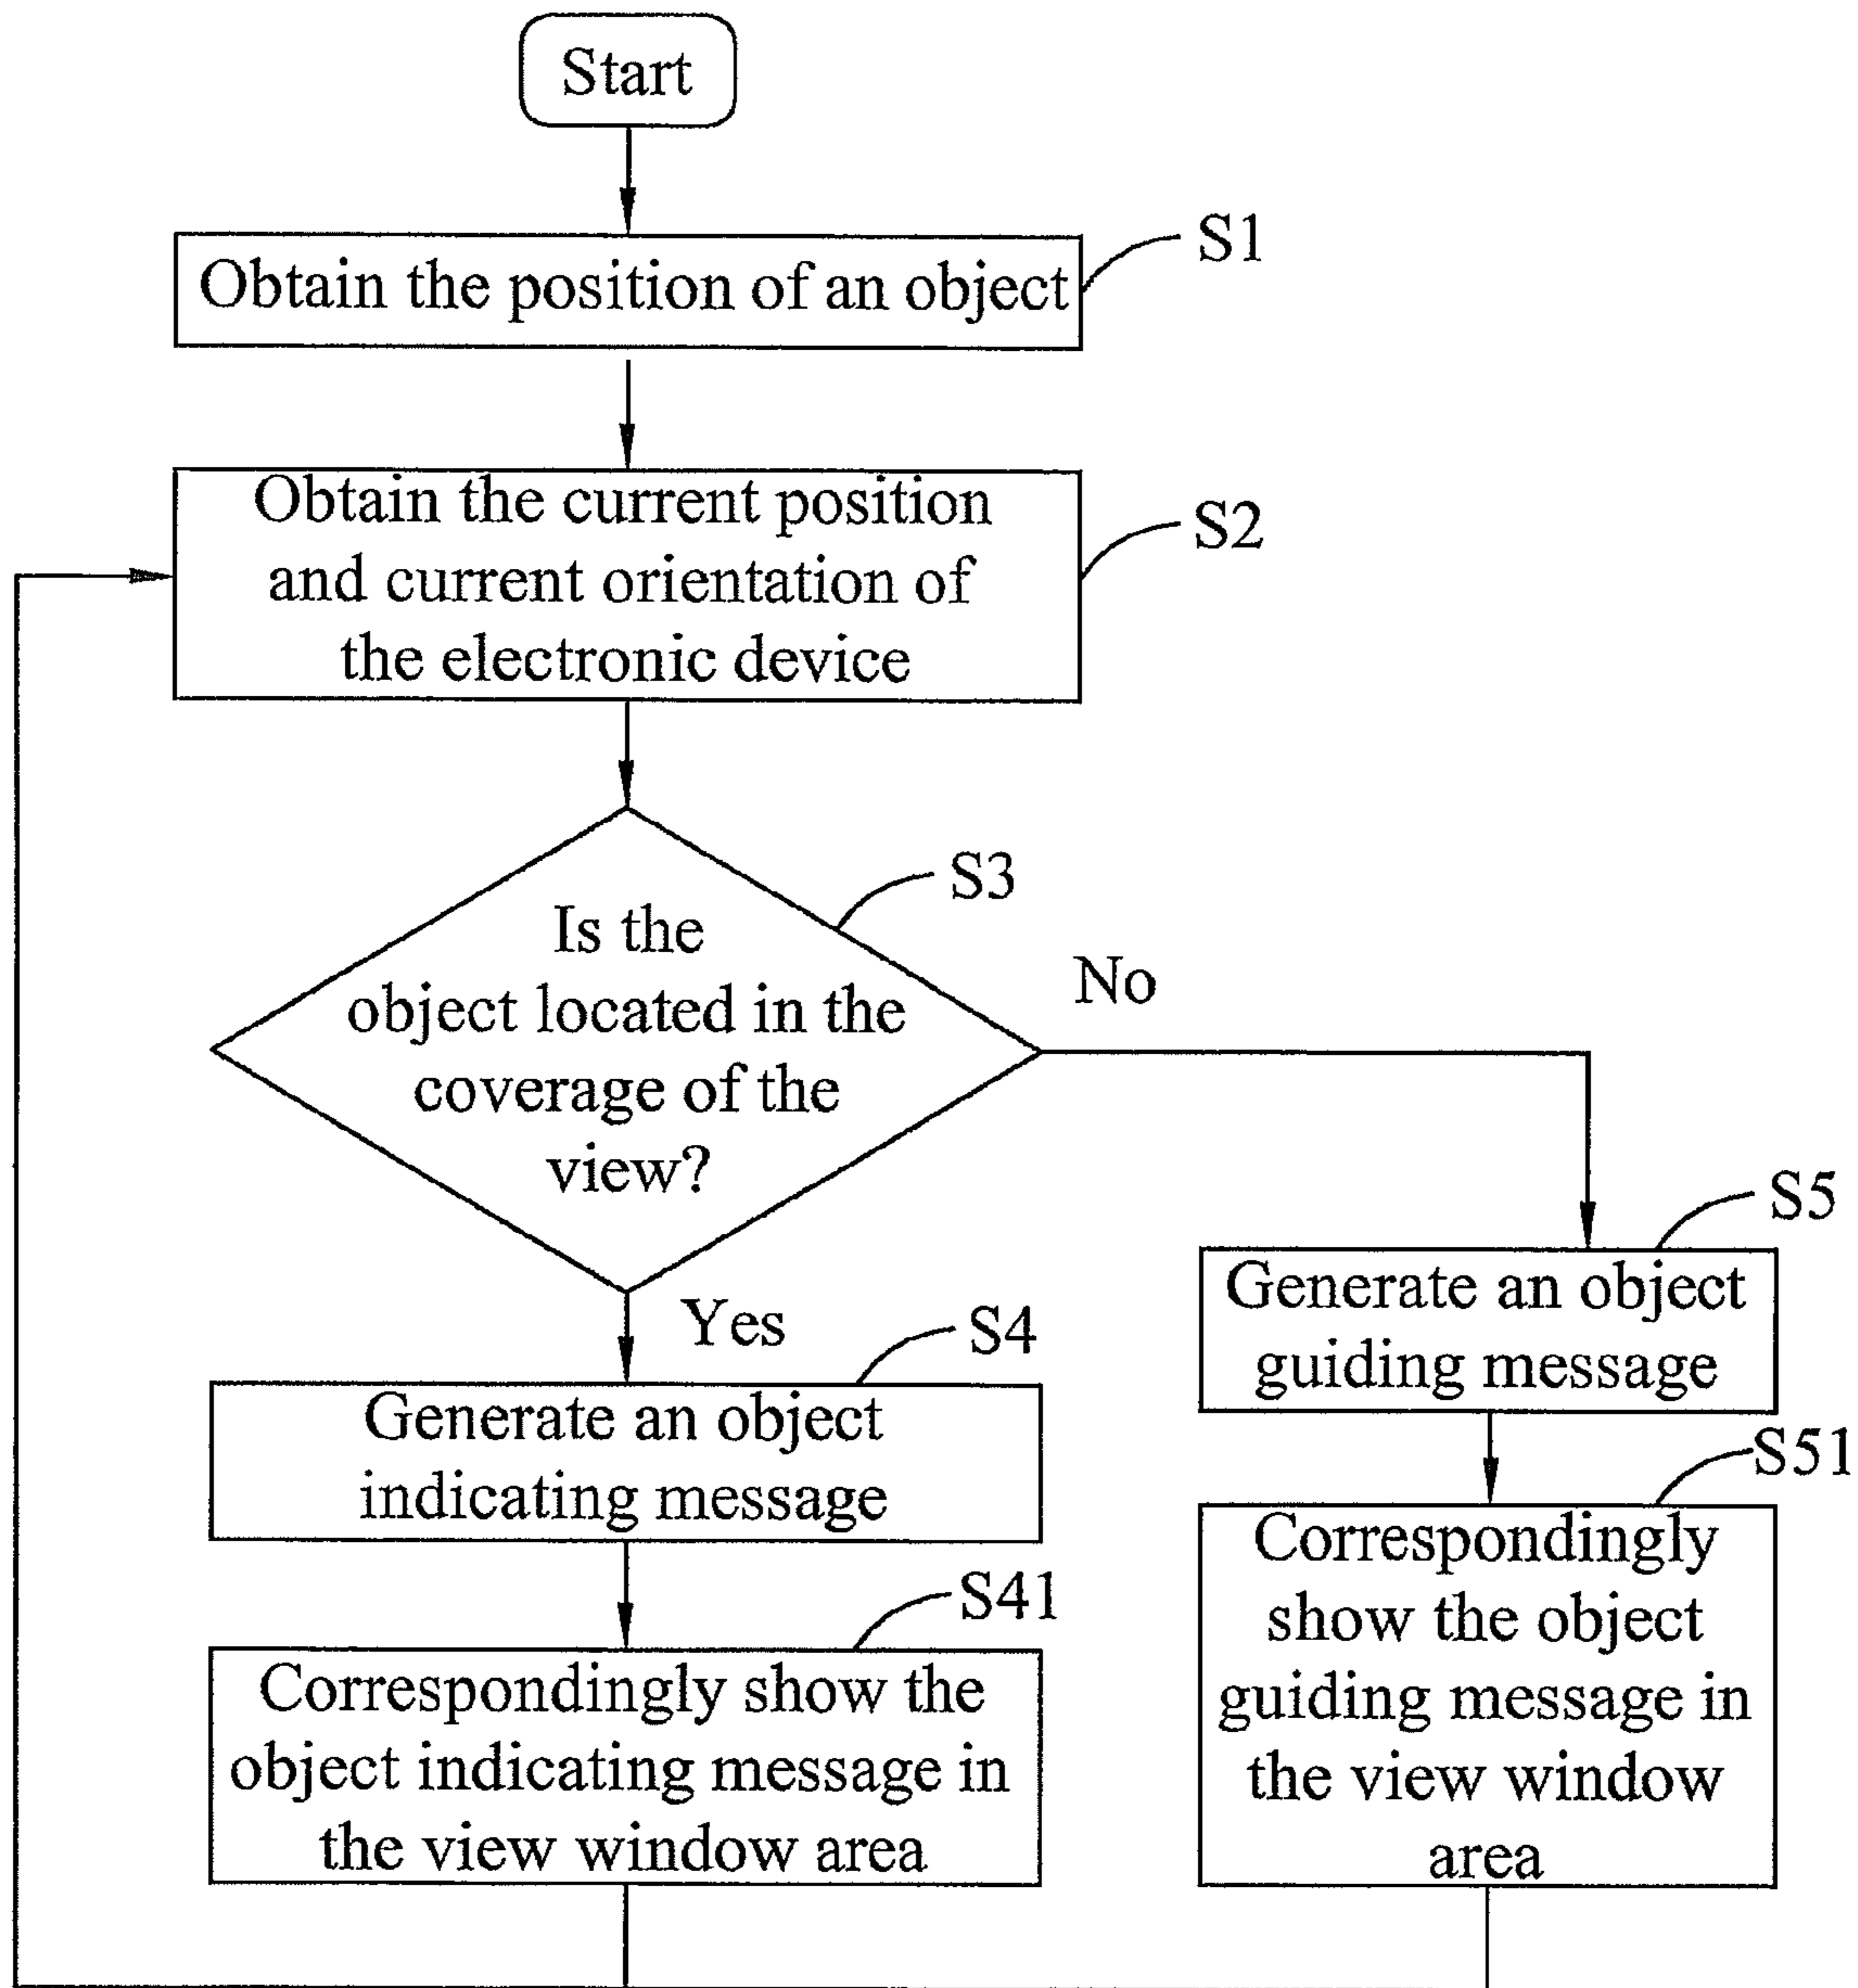 Start
S1
Obtain the position of an object
S2
Obtain the current position
and current orientation of
the electronic device
S3
Is the
object located in the
coverage of the
view?
No
Yes
S4
Generate an object
indicating message
S41
Correspondingly show the
object indicating message in
the view window area
S5
Generate an object
guiding message
S51
Correspondingly
show the object
guiding message in
the view window
area